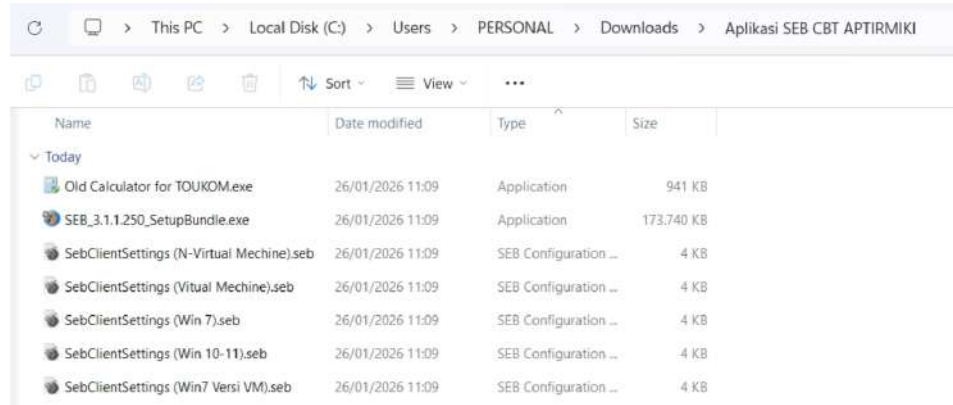 This PC > Local Disk (C:) > Users > PERSONAL > Downloads > Aplikasi SEB CBT APTIRMIKI
Sort View ...
Name Date modified Type Size
Today
Old Calculator for TOUKOM.exe 26/01/2026 11:09 Application 941 KB
SEB_3.1.1.250_SetupBundle.exe 26/01/2026 11:09 Application 173.740 KB
SebClientSettings (N-Virtual Mechine).seb 26/01/2026 11:09 SEB Configuration ... 4 KB
SebClientSettings (Vitual Mechine).seb 26/01/2026 11:09 SEB Configuration ... 4 KB
SebClientSettings (Win 7).seb 26/01/2026 11:09 SEB Configuration ... 4 KB
SebClientSettings (Win 10-11).seb 26/01/2026 11:09 SEB Configuration ... 4 KB
SebClientSettings (Win7 Versi VM).seb 26/01/2026 11:09 SEB Configuration ... 4 KB